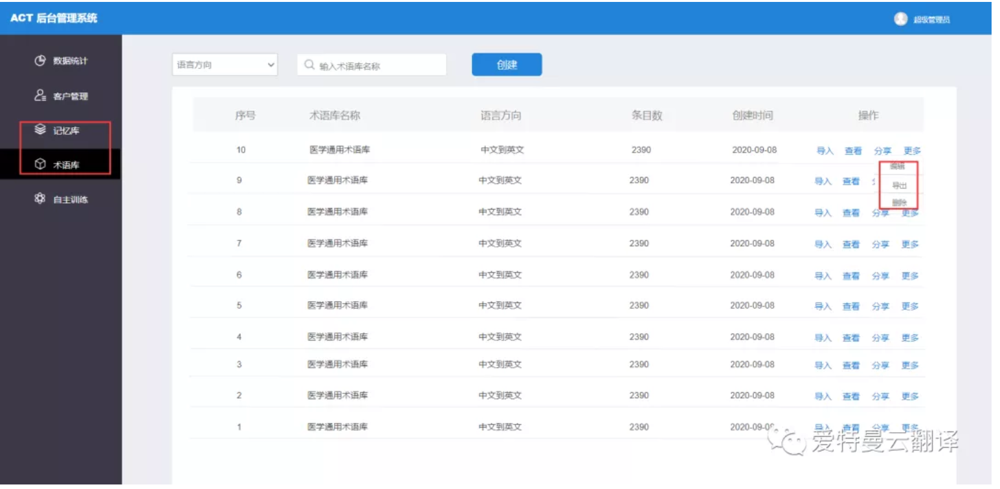 ACT 后台管理系统
超级管理员
数据统计
客户管理
记忆库
术语库
自主训练
语言方向 输入术语库名称 创建
序号 术语库名称 语言方向 条目数 创建时间 操作
10 医学通用术语库 中文到英文 2390 2020-09-08 导入 查看 分享 更多
编辑
导出
删除
9 医学通用术语库 中文到英文 2390 2020-09-08 导入 查看
8 医学通用术语库 中文到英文 2390 2020-09-08 导入 查看 分享 更多
7 医学通用术语库 中文到英文 2390 2020-09-08 导入 查看 分享 更多
6 医学通用术语库 中文到英文 2390 2020-09-08 导入 查看 分享 更多
5 医学通用术语库 中文到英文 2390 2020-09-08 导入 查看 分享 更多
4 医学通用术语库 中文到英文 2390 2020-09-08 导入 查看 分享 更多
3 医学通用术语库 中文到英文 2390 2020-09-08 导入 查看 分享 更多
2 医学通用术语库 中文到英文 2390 2020-09-08 导入 查看 分享 更多
1 医学通用术语库 中文到英文 2390 2020-09-08 导入 查看 分享 更多
爱特曼云翻译